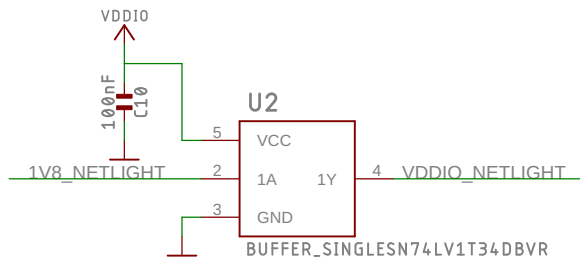 VDDIO
100nF
C10
U2
5
VCC
1V8_NETLIGHT
2
1A
1Y
4
VDDIO_NETLIGHT
3
GND
BUFFER_SINGLESN74LV1T34DBVR